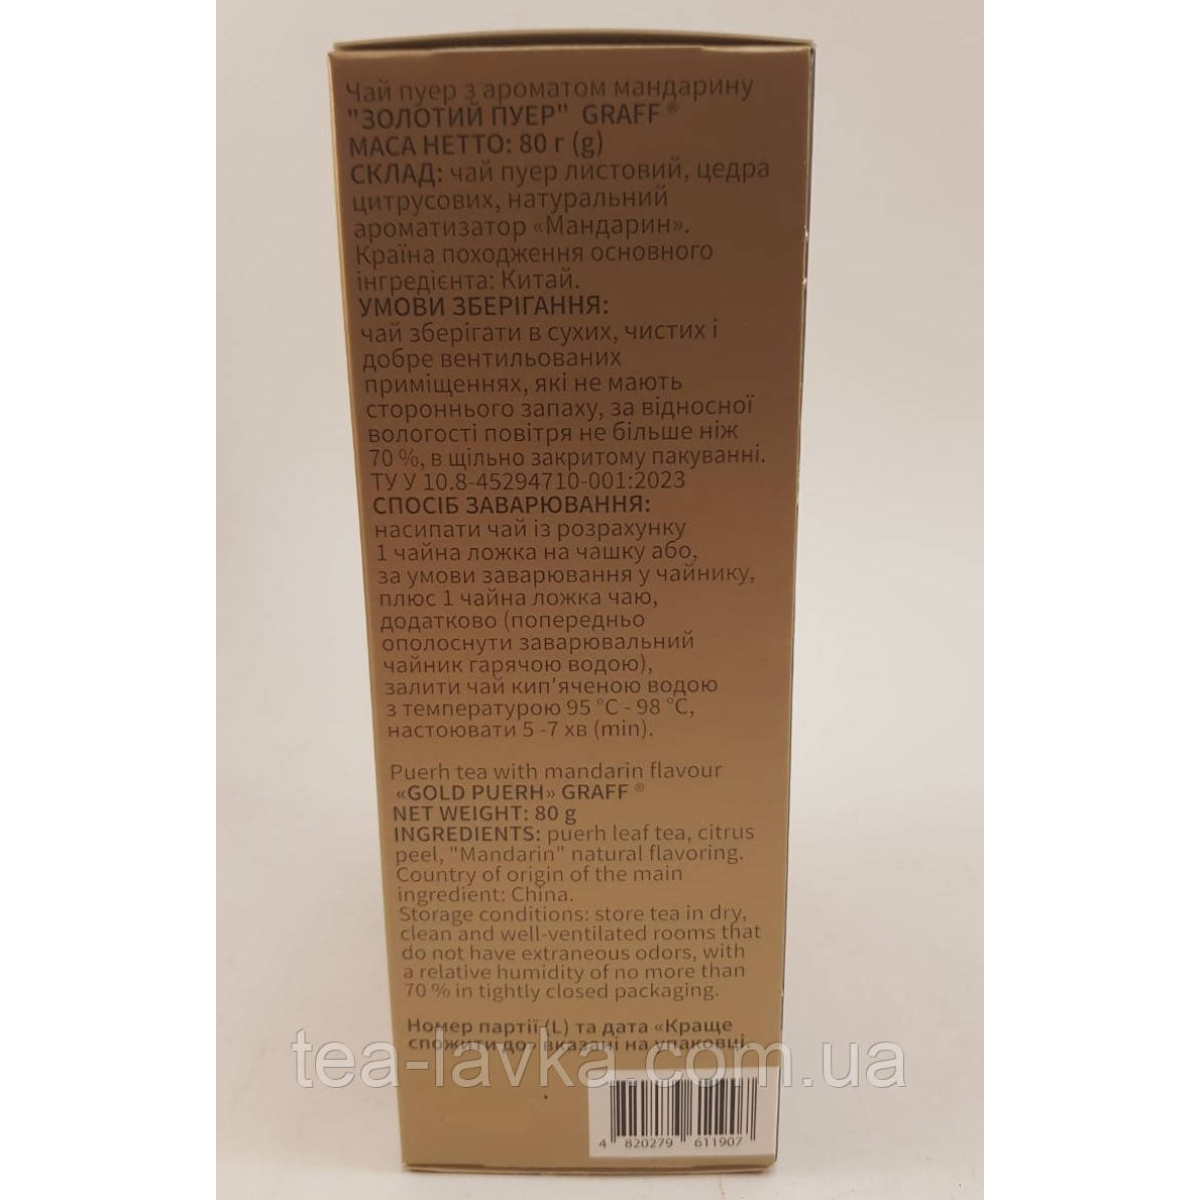 Чай пуер з ароматом мандарину
"ЗОЛОТИЙ ПУЕР" GRAFF ®
МАСА НЕТТО: 80 г (g)
СКЛАД: чай пуер листовий, цедра
цитрусових, натуральний
ароматизатор «Мандарин».
Країна походження основного
інгредієнта: Китай.
УМОВИ ЗБЕРІГАННЯ:
чай зберігати в сухих, чистих і
добре вентильованих
приміщеннях, які не мають
стороннього запаху, за відносної
вологості повітря не більше ніж
70 %, в щільно закритому пакуванні.
ТУ У 10.8-45294710-001:2023
СПОСІБ ЗАВАРЮВАННЯ:
насипати чай із розрахунку
1 чайна ложка на чашку або,
за умови заварювання у чайнику,
плюс 1 чайна ложка чаю,
додатково (попередньо
ополоснути заварювальний
чайник гарячою водою),
залити чай кип'яченою водою
з температурою 95 °C - 98 °C,
настоювати 5 -7 хв (min).
Puerh tea with mandarin flavour
«GOLD PUERH» GRAFF ®
NET WEIGHT: 80 g
INGREDIENTS: puerh leaf tea, citrus
peel, "Mandarin" natural flavoring.
Country of origin of the main
ingredient: China.
Storage conditions: store tea in dry,
clean and well-ventilated rooms that
do not have extraneous odors, with
a relative humidity of no more than
70 % in tightly closed packaging.
Номер партії (L) та дата «Краще
спожити до» вказані на упаковці.
tea-lavka.com.ua
4 820279 611907